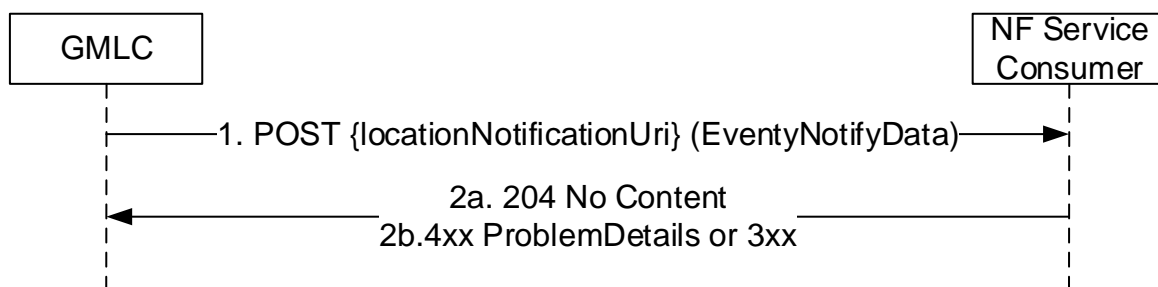 GMLC
NF Service
Consumer
1. POST {locationNotificationUri} (EventyNotifyData)
2a. 204 No Content
2b.4xx ProblemDetails or 3xx